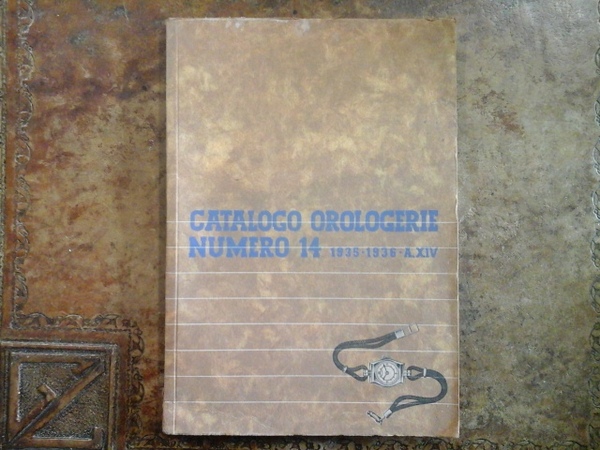 CATALOGO OROLOGERIE
NUMERO 14 1935·1936·A.XIV